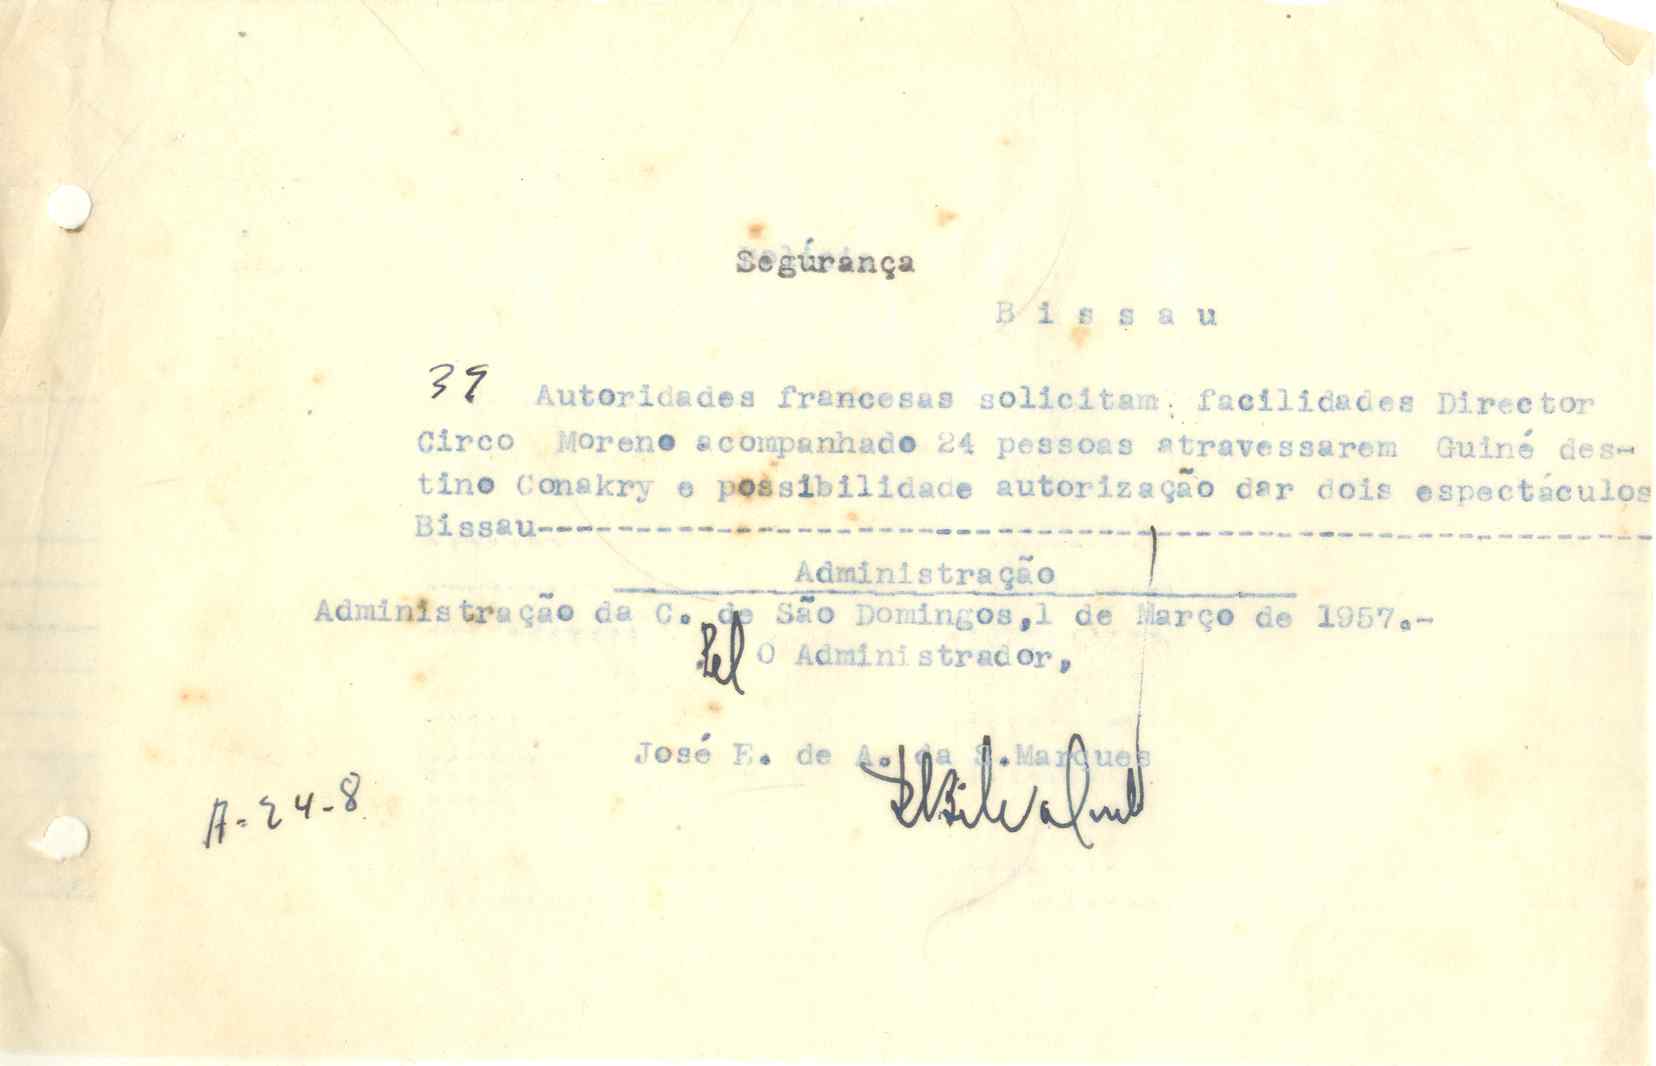 Segúrança
B i s s a u
39 Autoridades francesas solicitam facilidades Director
Circo Moreno acompanhado 24 pessoas atravessarem Guiné des-
tino Conakry e possibilidade autorização dar dois espectáculos
Bissau--------------------------------------------------------
Administração
Administração da C. de São Domingos,1 de Março de 1957.-
Pel O Administrador,
José E. de A. da S.Marques
A-24-8